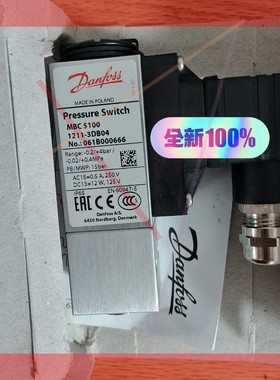 Danfoss
MADE IN POLAND
Pressure Switch
MBC 5100
1211-3DB04
No.: 061B000666
Range: -0.2/+4bar /
-0.02/+0.4MPa
PB/MWP: 15bar
AC15=0.5 A, 250 V
DC13=12 W, 125 V
IP65
EN 60947-5
EAC
CE
Danfoss A/S
6430 Nordborg, Denmark
全新100%
Danfoss